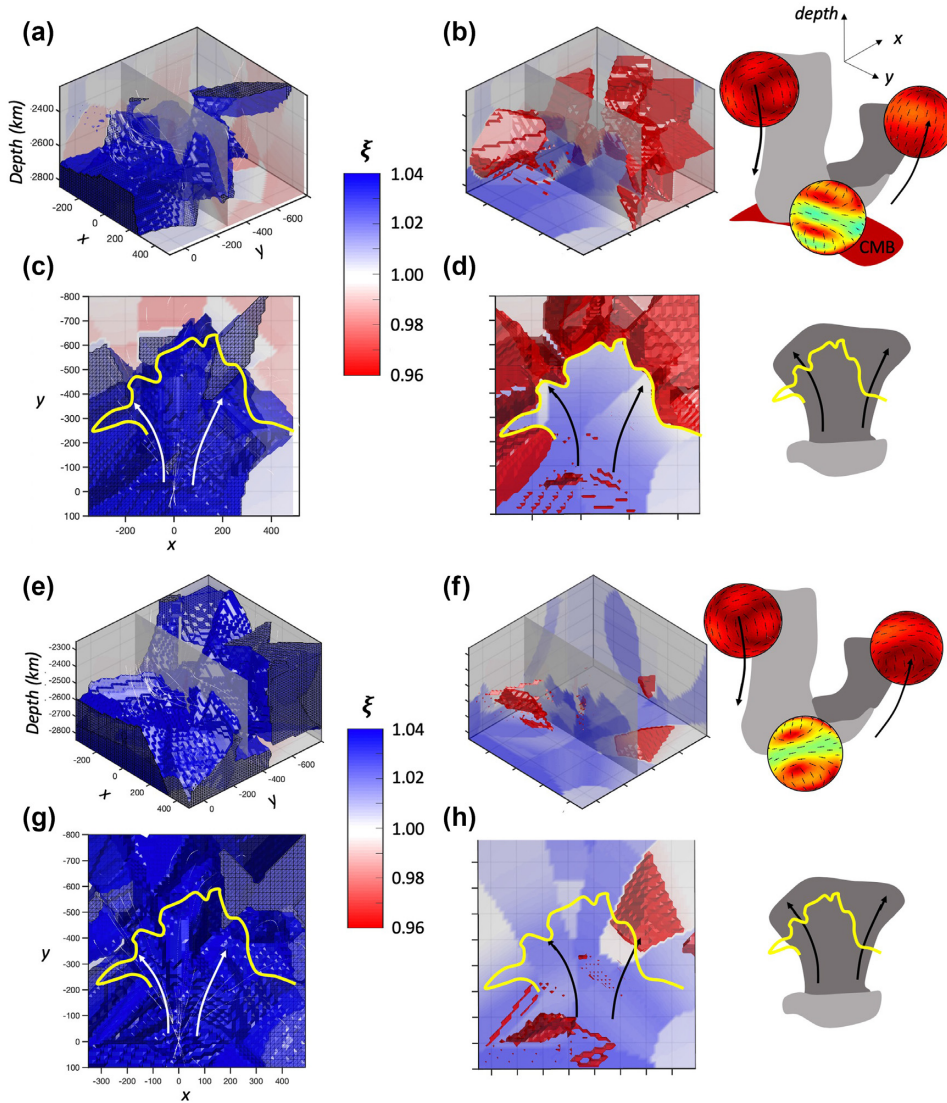 (a)
Depth (km)
-2400
-2600
-2800
-200
0
200
400
x
0
-200
-400
-600
y
ξ
1.04
1.02
1.00
0.98
0.96
(b)
depth
x
y
CMB
(c)
-800
-700
-600
-500
-400
-300
-200
-100
0
100
y
-200
0
200
400
x
(d)
(e)
Depth (km)
-2300
-2400
-2500
-2600
-2700
-2800
-200
0
200
400
x
0
-200
-400
-600
y
ξ
1.04
1.02
1.00
0.98
0.96
(f)
(g)
-800
-700
-600
-500
-400
-300
-200
-100
0
100
y
-300
-200
-100
0
100
200
300
400
x
(h)